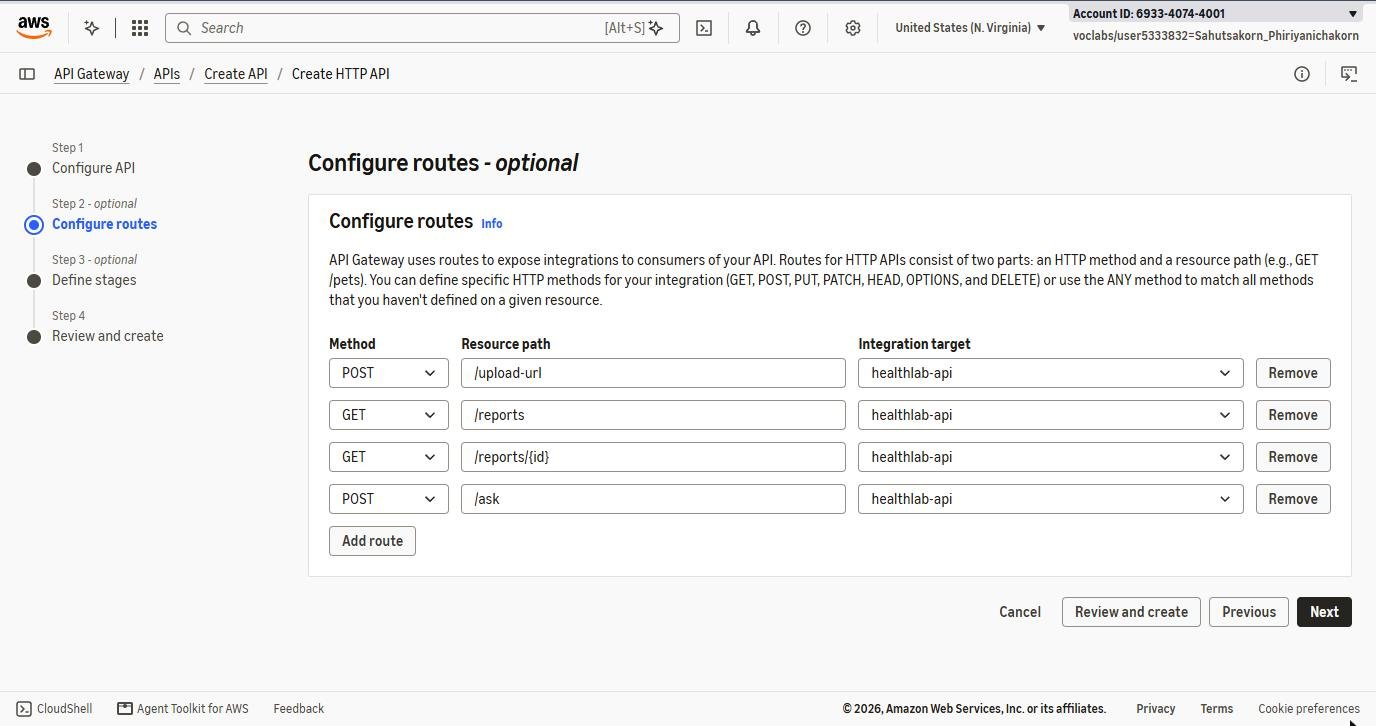 aws
Search
[Alt+S]
United States (N. Virginia)
Account ID: 6933-4074-4001
voclabs/user5333832=Sahutsakorn_Phiriyanichakorn
API Gateway / APIs / Create API / Create HTTP API
Step 1
Configure API
Step 2 - optional
Configure routes
Step 3 - optional
Define stages
Step 4
Review and create
Configure routes - optional
Configure routes Info
API Gateway uses routes to expose integrations to consumers of your API. Routes for HTTP APIs consist of two parts: an HTTP method and a resource path (e.g., GET
/pets). You can define specific HTTP methods for your integration (GET, POST, PUT, PATCH, HEAD, OPTIONS, and DELETE) or use the ANY method to match all methods
that you haven't defined on a given resource.
Method Resource path Integration target
POST /upload-url healthlab-api Remove
GET /reports healthlab-api Remove
GET /reports/{id} healthlab-api Remove
POST /ask healthlab-api Remove
Add route
Cancel Review and create Previous Next
CloudShell Agent Toolkit for AWS Feedback © 2026, Amazon Web Services, Inc. or its affiliates. Privacy Terms Cookie preferences